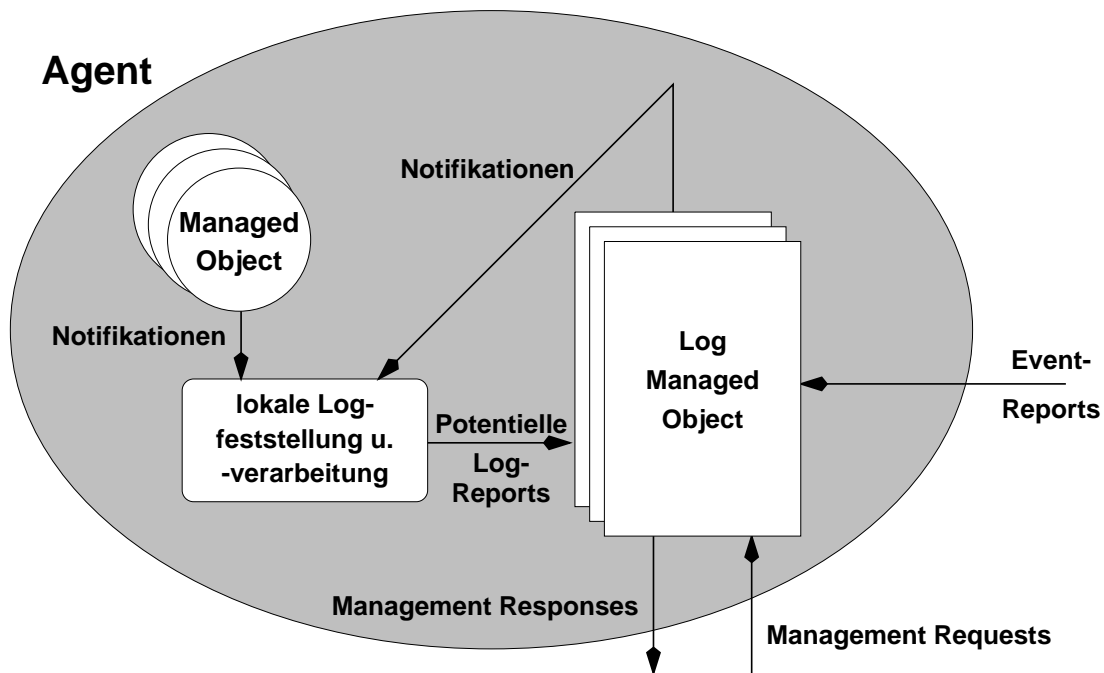 Agent
Notifikationen
Managed
Object
Notifikationen
lokale Log-
feststellung u.
-verarbeitung
Potentielle
Log-
Reports
Log
Managed
Object
Event-
Reports
Management Responses
Management Requests